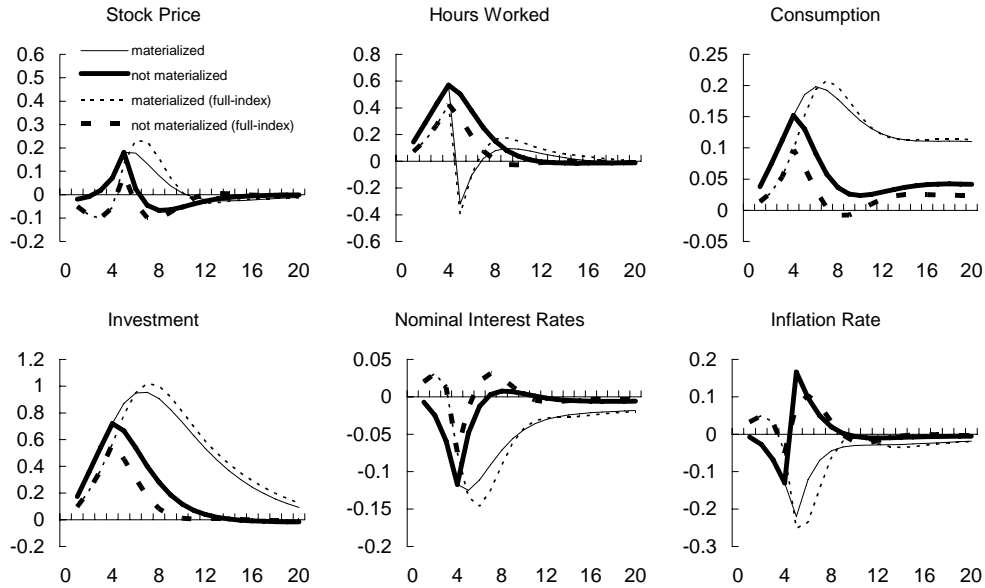 Stock Price
0.6
0.5
0.4
0.3
0.2
0.1
0
-0.1
-0.2
materialized
not materialized
materialized (full-index)
not materialized (full-index)
0 4 8 12 16 20
Hours Worked
0.8
0.6
0.4
0.2
0
-0.2
-0.4
-0.6
0 4 8 12 16 20
Consumption
0.25
0.2
0.15
0.1
0.05
0
-0.05
0 4 8 12 16 20
Investment
1.2
1
0.8
0.6
0.4
0.2
0
-0.2
0 4 8 12 16 20
Nominal Interest Rates
0.05
0
-0.05
-0.1
-0.15
-0.2
0 4 8 12 16 20
Inflation Rate
0.2
0.1
0
-0.1
-0.2
-0.3
0 4 8 12 16 20